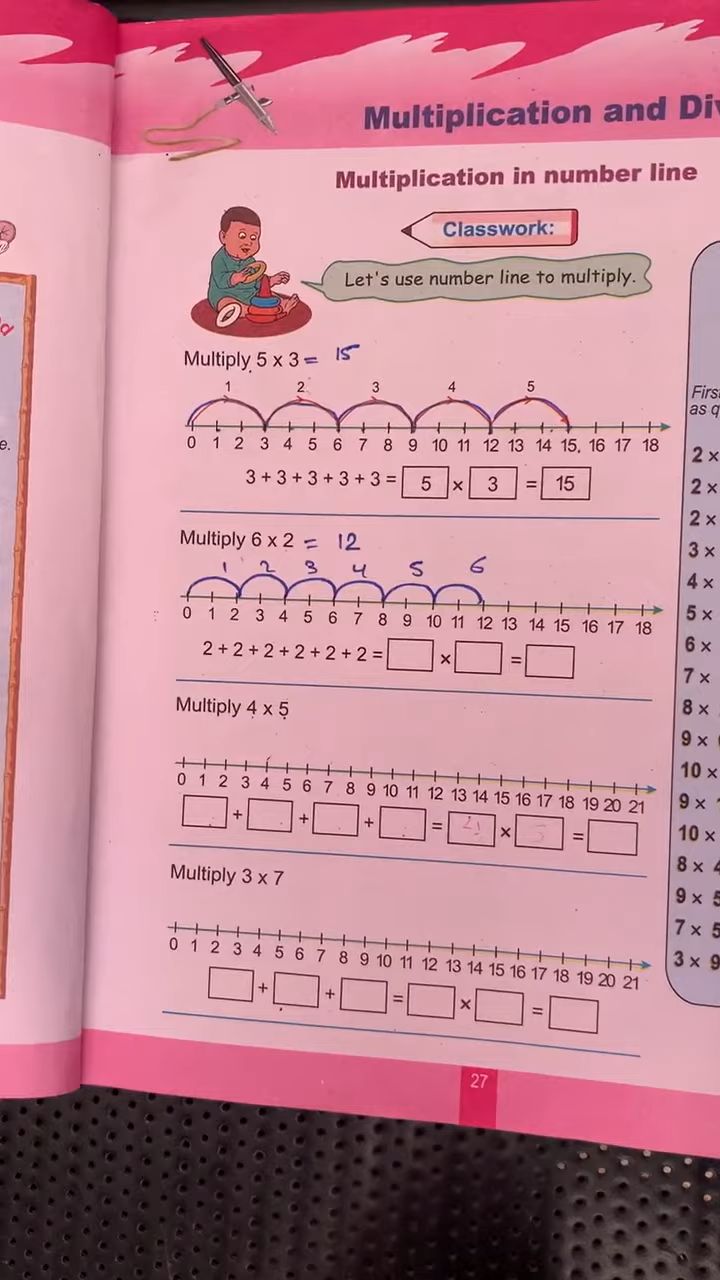 Multiplication and Di
Multiplication in number line
Classwork:
Let's use number line to multiply.
Multiply 5 x 3 = 15
1 2 3 4 5
0 1 2 3 4 5 6 7 8 9 10 11 12 13 14 15 16 17 18
3 + 3 + 3 + 3 + 3 = 5 × 3 = 15
Multiply 6 x 2 = 12
1 2 3 4 5 6
0 1 2 3 4 5 6 7 8 9 10 11 12 13 14 15 16 17 18
2 + 2 + 2 + 2 + 2 + 2 = × =
Multiply 4 x 5
0 1 2 3 4 5 6 7 8 9 10 11 12 13 14 15 16 17 18 19 20 21
+ + + = × =
Multiply 3 x 7
0 1 2 3 4 5 6 7 8 9 10 11 12 13 14 15 16 17 18 19 20 21
+ + = × =
27
e.
First
as q
2 ×
2 ×
2 ×
3 ×
4 ×
5 ×
6 ×
7 ×
8 ×
9 ×
10 ×
9 ×
10 ×
8 × 4
9 × 5
7 × 5
3 × 9